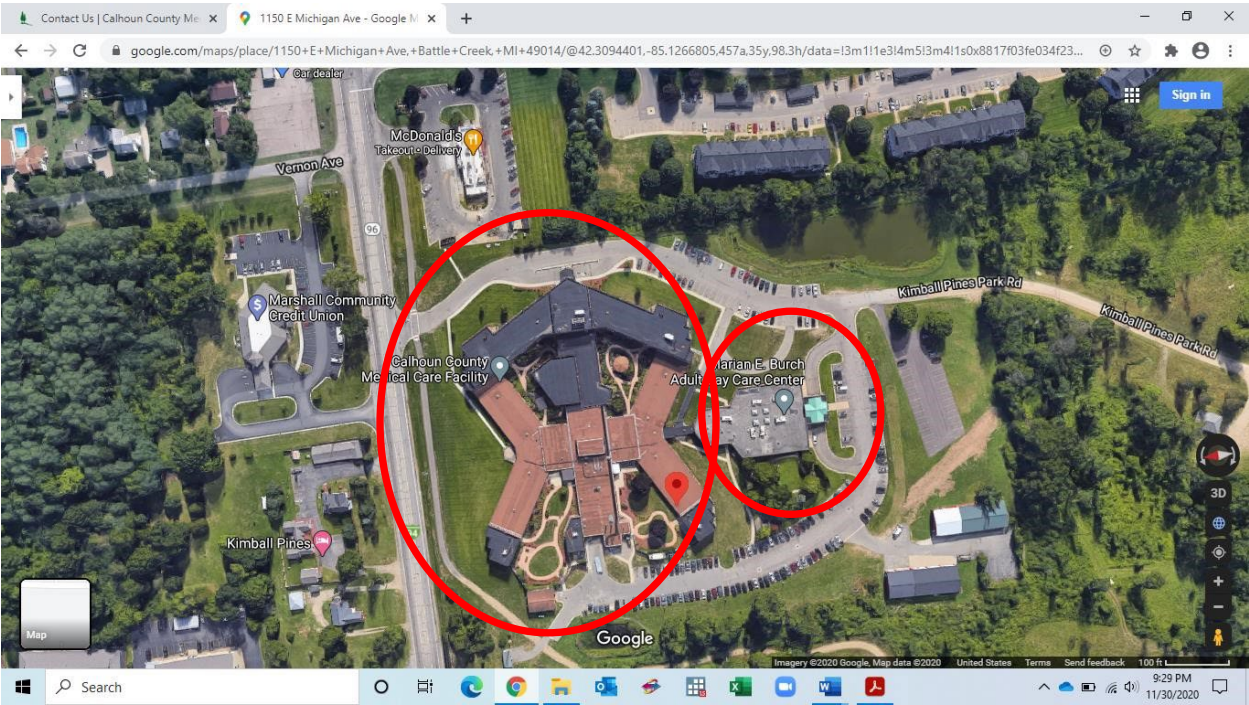 Contact Us | Calhoun County Me
1150 E Michigan Ave - Google M
google.com/maps/place/1150+E+Michigan+Ave,+Battle+Creek,+MI+49014/@42.3094401,-85.1266805,457a,35y,98.3h/data=!3m1!1e3!4m5!3m4!1s0x8817f03fe034f23...
Car dealer
Sign in
McDonald's
Takeout • Delivery
Vernon Ave
96
Kimball Pines Park Rd
Marshall Community
Credit Union
Kimball Pines Park Rd
Calhoun County
Medical Care Facility
Marian E. Burch
Adult Day Care Center
3D
Kimball Pines
Map
Google
Imagery ©2020 Google, Map data ©2020 United States Terms Send feedback 100 ft
Search
9:29 PM
11/30/2020